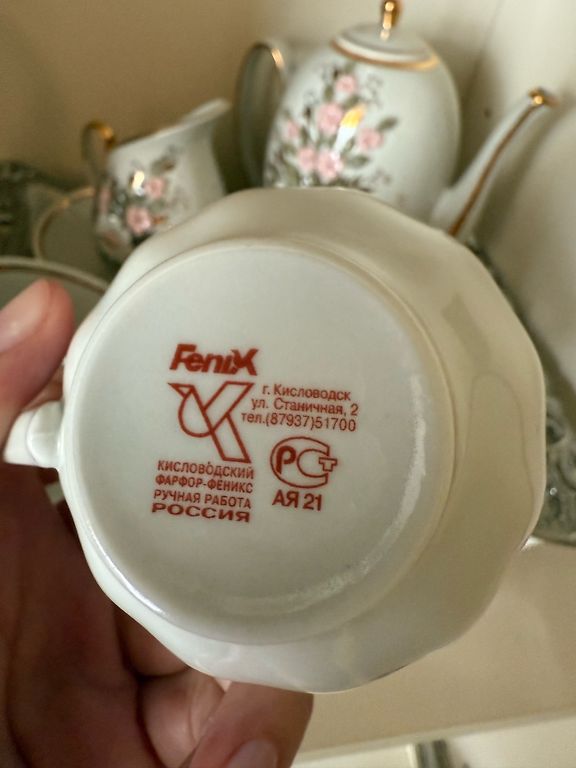 FeniX
г. Кисловодск
ул. Станичная, 2
тел.(87937)51700
КИСЛОВОДСКИЙ
ФАРФОР-ФЕНИКС
РУЧНАЯ РАБОТА
РОССИЯ
РСТ
АЯ 21